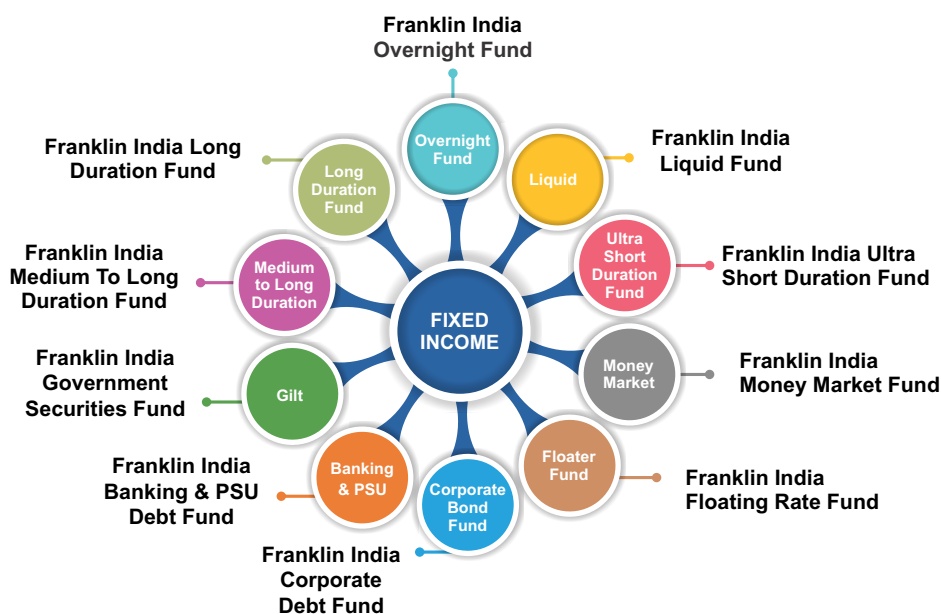 Franklin India
Overnight Fund
Overnight
Fund
Franklin India
Liquid Fund
Liquid
Franklin India Ultra
Short Duration Fund
Ultra
Short
Duration
Fund
Franklin India
Money Market Fund
Money
Market
Franklin India
Floating Rate Fund
Floater
Fund
Franklin India
Corporate
Debt Fund
Corporate
Bond
Fund
Franklin India
Banking & PSU
Debt Fund
Banking
& PSU
Franklin India
Government
Securities Fund
Gilt
Franklin India
Medium To Long
Duration Fund
Medium
to Long
Duration
Franklin India Long
Duration Fund
Long
Duration
Fund
FIXED
INCOME